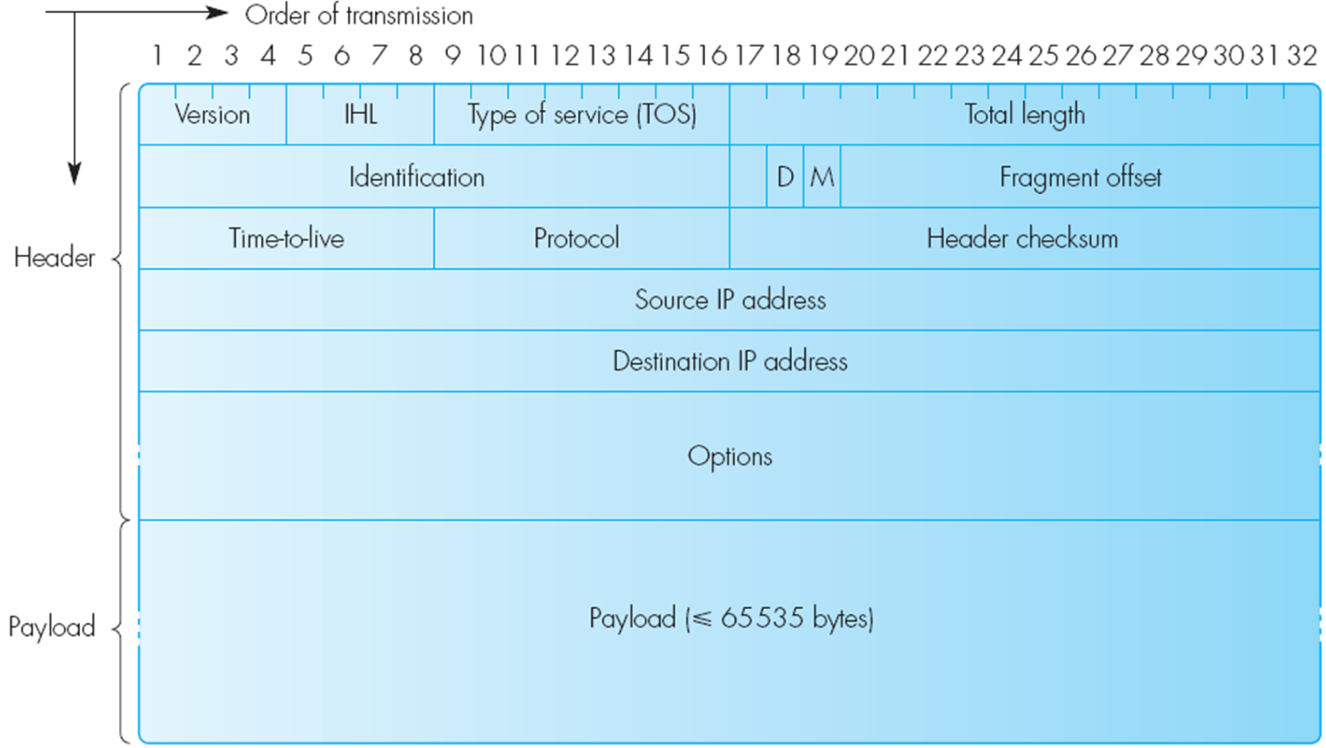 Order of transmission
1 2 3 4 5 6 7 8 9 10 11 12 13 14 15 16 17 18 19 20 21 22 23 24 25 26 27 28 29 30 31 32
Version IHL Type of service (TOS) Total length
Identification D M Fragment offset
Time-to-live Protocol Header checksum
Header
Source IP address
Destination IP address
Options
Payload (⩽ 65535 bytes)
Payload